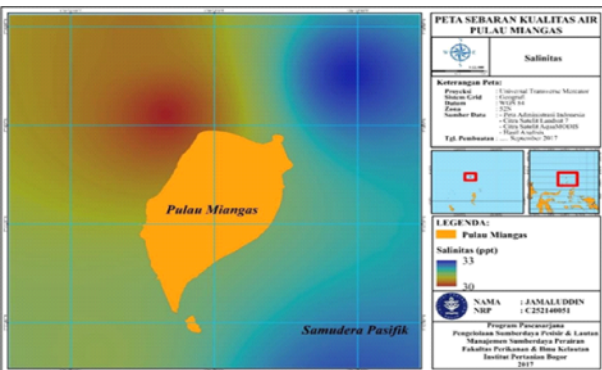 PETA SEBARAN KUALITAS AIR
PULAU MIANGAS
Salinitas
Keterangan Peta:
Proyeksi : Universal Transverse Mercator
Sistem Grid : Geografi
Datum : WGS 84
Zona : 52N
Sumber Data : - Peta Administrasi Indonesia
- Citra Satelit Landsat 7
- Citra Satelit AquaMODIS
- Hasil Analisis
Tgl. Pembuatan : .... September 2017
Pulau Miangas
Samudera Pasifik
LEGENDA:
Pulau Miangas
Salinitas (ppt)
33
30
NAMA : JAMALUDDIN
NRP : C252140051
Program Pascasarjana
Pengelolaan Sumberdaya Pesisir & Lautan
Manajemen Sumberdaya Perairan
Fakultas Perikanan & Ilmu Kelautan
Institut Pertanian Bogor
2017